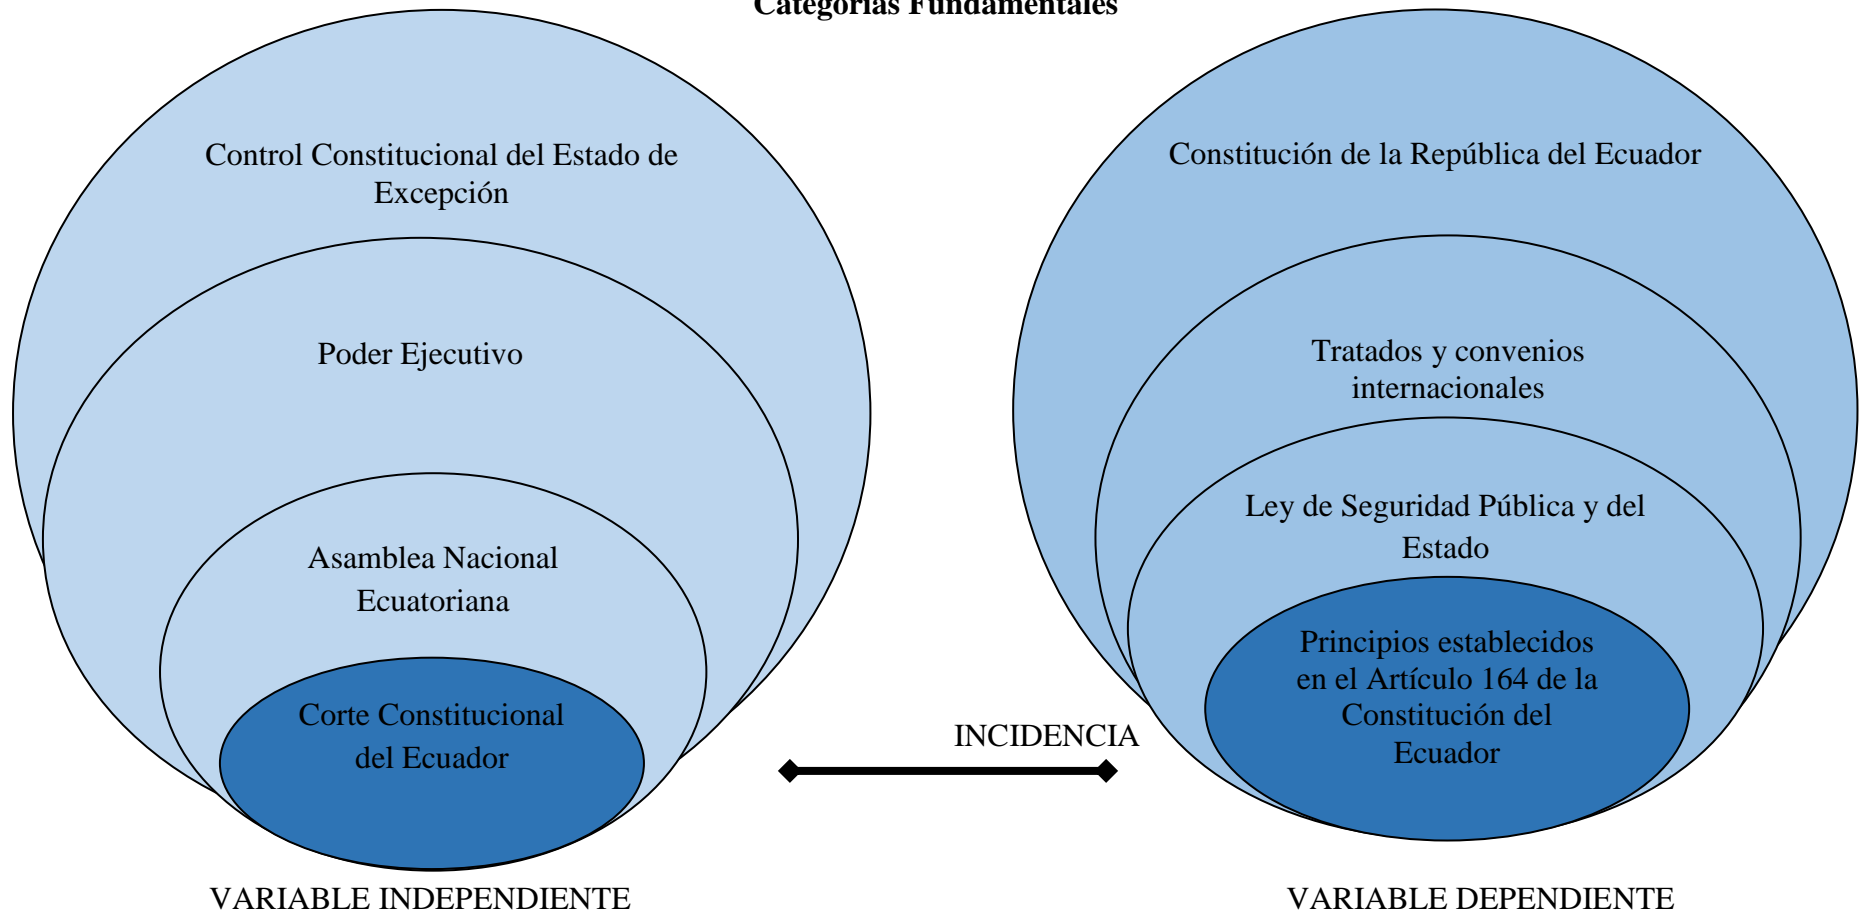 Categorías Fundamentales
Control Constitucional del Estado de
Excepción
Poder Ejecutivo
Asamblea Nacional
Ecuatoriana
Corte Constitucional
del Ecuador
VARIABLE INDEPENDIENTE
INCIDENCIA
Constitución de la República del Ecuador
Tratados y convenios
internacionales
Ley de Seguridad Pública y del
Estado
Principios establecidos
en el Artículo 164 de la
Constitución del
Ecuador
VARIABLE DEPENDIENTE